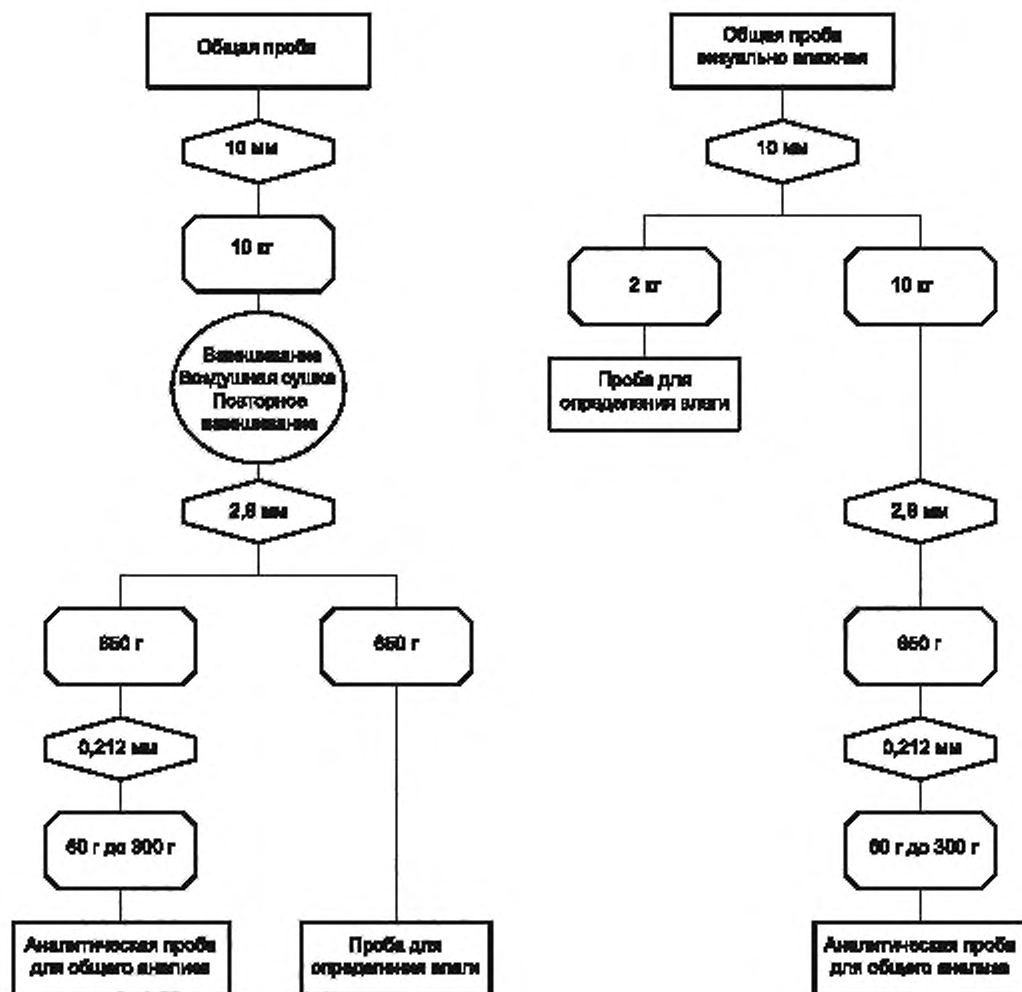 Общая проба
10 мм
10 кг
Взвешивание
Воздушная сушка
Повторное
взвешивание
2,8 мм
650 г
0,212 мм
60 г до 300 г
Аналитическая проба
для общего анализа
650 г
Проба для
определения влаги
Общая проба
визуально влажная
10 мм
2 кг
Проба для
определения влаги
10 кг
2,8 мм
650 г
0,212 мм
60 г до 300 г
Аналитическая проба
для общего анализа